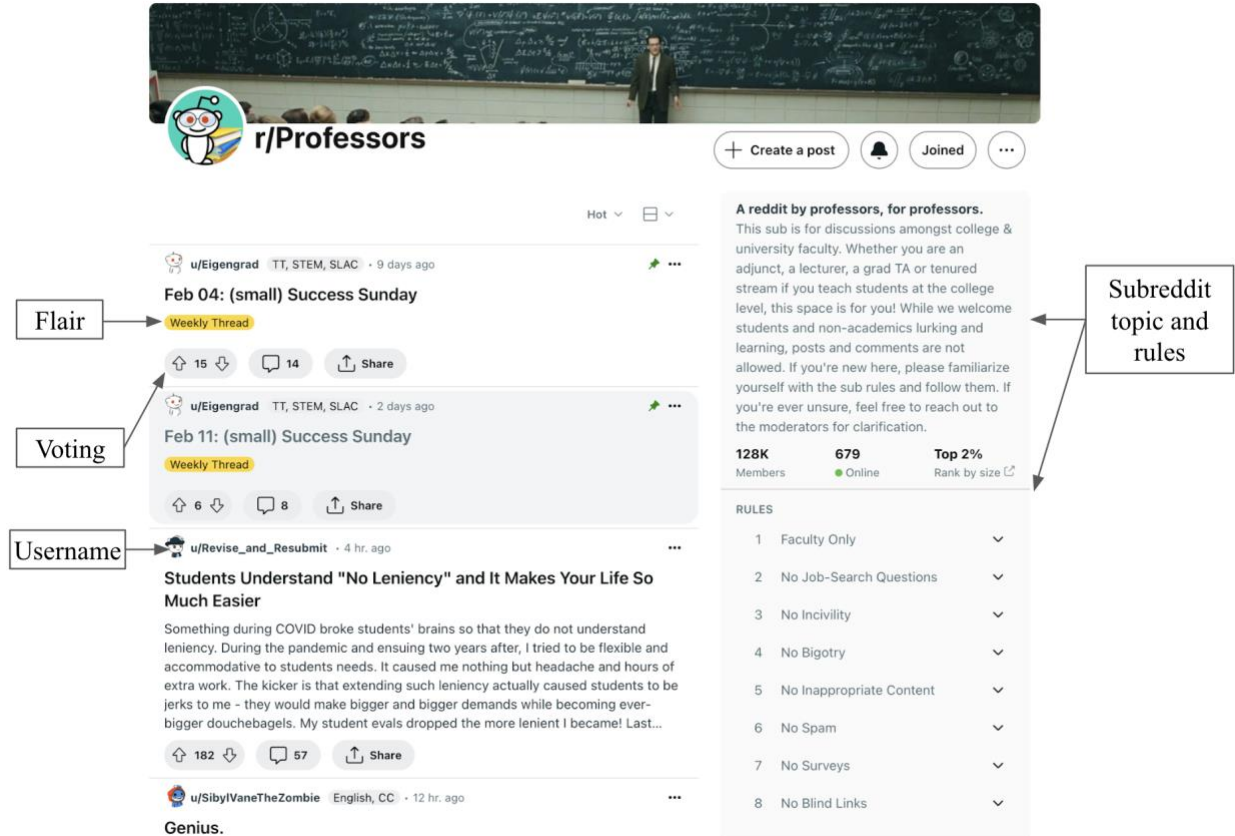 r/Professors
Create a post
Joined
Hot
u/Eigengrad TT, STEM, SLAC • 9 days ago
Feb 04: (small) Success Sunday
Weekly Thread
15 14 Share
u/Eigengrad TT, STEM, SLAC • 2 days ago
Feb 11: (small) Success Sunday
Weekly Thread
6 8 Share
u/Revise_and_Resubmit • 4 hr. ago
Students Understand "No Leniency" and It Makes Your Life So
Much Easier
Something during COVID broke students' brains so that they do not understand
leniency. During the pandemic and ensuing two years after, I tried to be flexible and
accommodative to students needs. It caused me nothing but headache and hours of
extra work. The kicker is that extending such leniency actually caused students to be
jerks to me - they would make bigger and bigger demands while becoming ever-
bigger douchebagels. My student evals dropped the more lenient I became! Last...
182 57 Share
u/SibylVaneTheZombie English, CC • 12 hr. ago
Genius.
A reddit by professors, for professors.
This sub is for discussions amongst college &
university faculty. Whether you are an
adjunct, a lecturer, a grad TA or tenured
stream if you teach students at the college
level, this space is for you! While we welcome
students and non-academics lurking and
learning, posts and comments are not
allowed. If you're new here, please familiarize
yourself with the sub rules and follow them. If
you're ever unsure, feel free to reach out to
the moderators for clarification.
128K 679 Top 2%
Members Online Rank by size
RULES
1 Faculty Only
2 No Job-Search Questions
3 No Incivility
4 No Bigotry
5 No Inappropriate Content
6 No Spam
7 No Surveys
8 No Blind Links
Flair
Voting
Username
Subreddit
topic and
rules